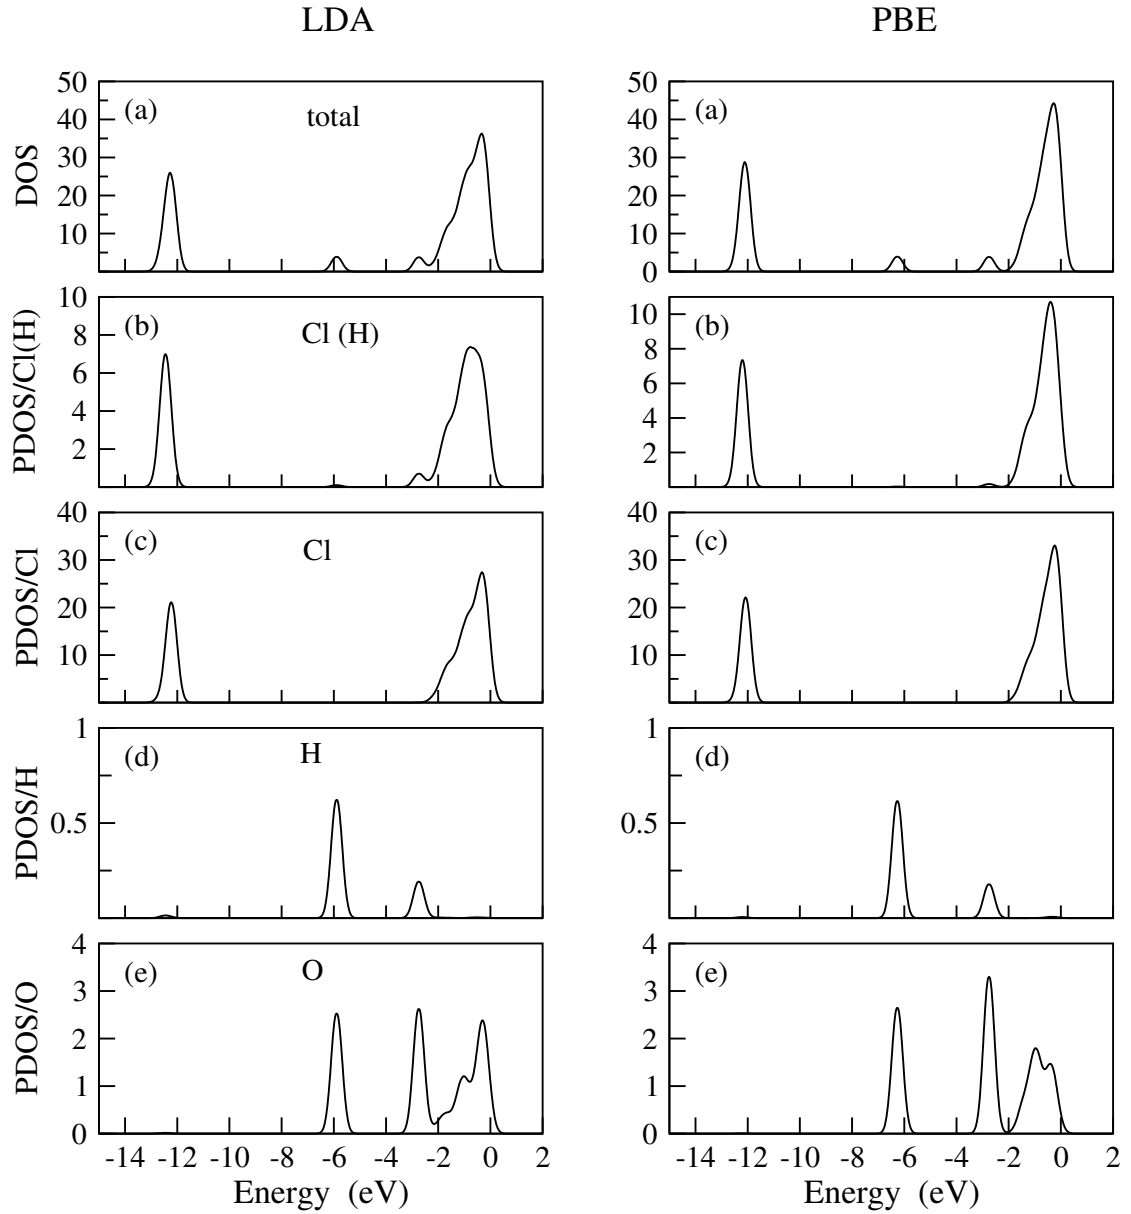 LDA PBE
50 (a) total 50 (a)
40 40
DOS 30 30
20 20
10 10
0
10 (b) Cl (H) 10 (b)
PDOS/Cl(H) 8 8
6 6
4 4
2 2
40 (c) Cl 40 (c)
PDOS/Cl 30 30
20 20
10 10
1 (d) H 1 (d)
PDOS/H 0.5 0.5
4 (e) O 4 (e)
PDOS/O 3 3
2 2
1 1
0 0
-14 -12 -10 -8 -6 -4 -2 0 2 -14 -12 -10 -8 -6 -4 -2 0 2
Energy (eV) Energy (eV)